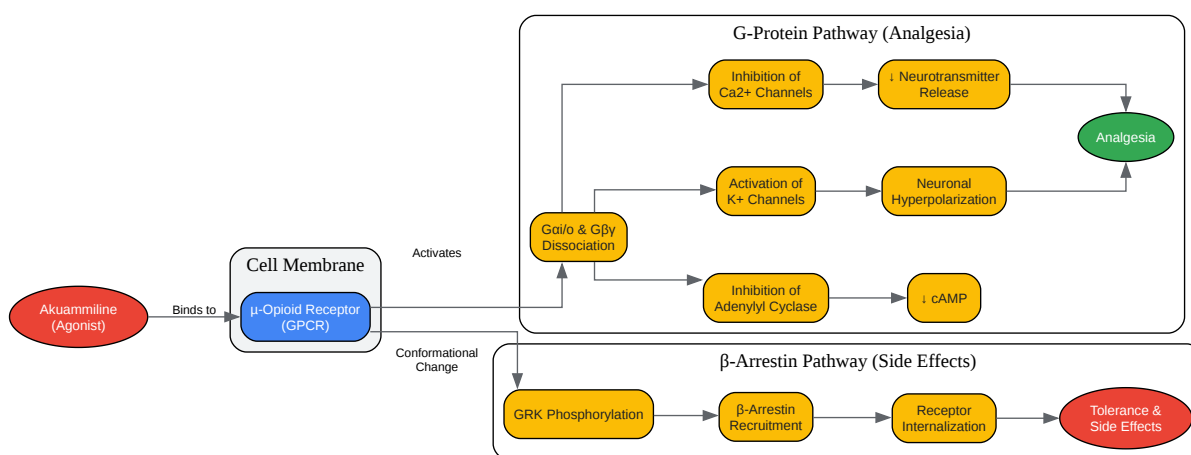 G-Protein Pathway (Analgesia)
Inhibition of
Ca2+ Channels
↓ Neurotransmitter
Release
Analgesia
Activation of
K+ Channels
Neuronal
Hyperpolarization
Gαi/o & Gβγ
Dissociation
Activates
Cell Membrane
Inhibition of
Adenylyl Cyclase
↓ cAMP
Akuammiline
(Agonist)
Binds to
µ-Opioid Receptor
(GPCR)
Conformational
Change
β-Arrestin Pathway (Side Effects)
GRK Phosphorylation
β-Arrestin
Recruitment
Receptor
Internalization
Tolerance &
Side Effects